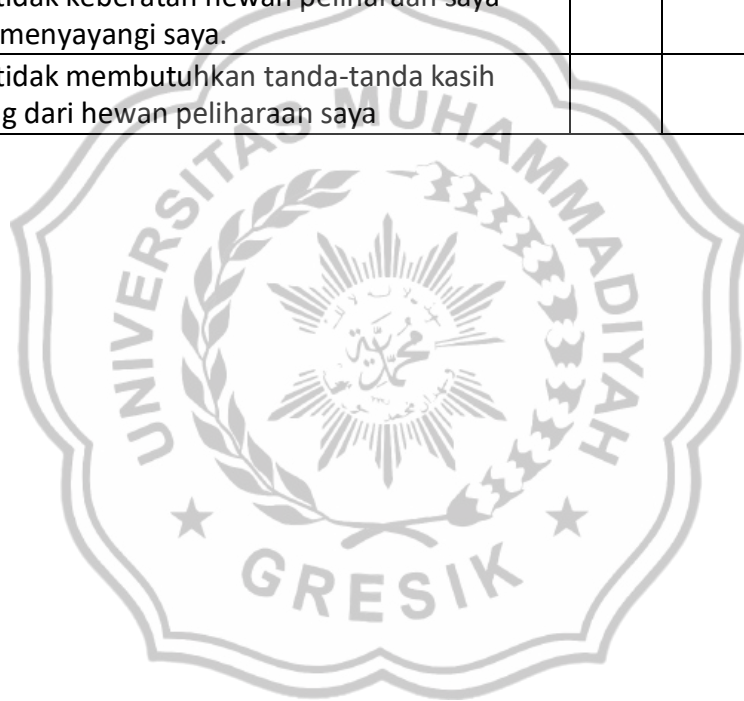 tidak keberatan hewan peliharaan saya
menyayangi saya.
tidak membutuhkan tanda-tanda kasih
g dari hewan peliharaan saya
UNIVERSITAS MUHAMMADIYAH
GRESIK